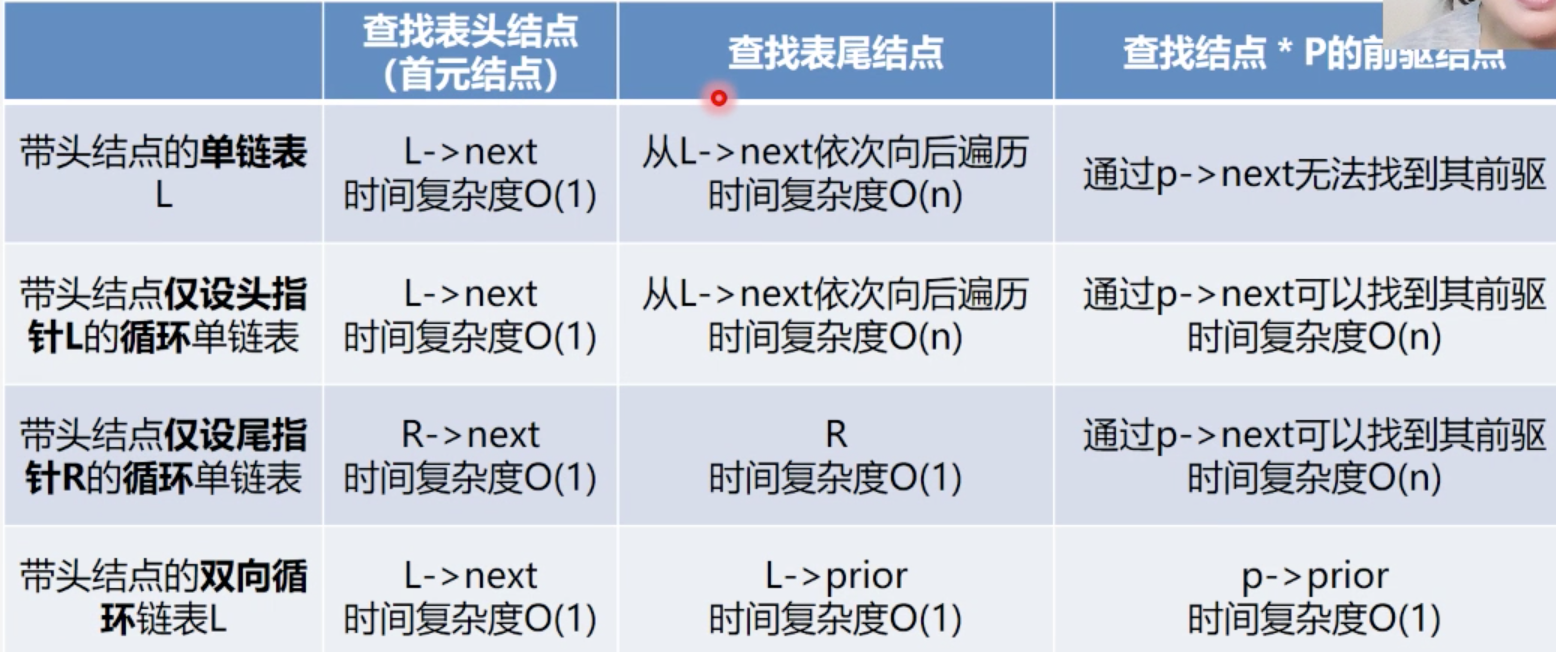 查找表头结点
(首元结点)
查找表尾结点
查找结点 * P的前驱结点
带头结点的单链表
L
L->next
时间复杂度O(1)
从L->next依次向后遍历
时间复杂度O(n)
通过p->next无法找到其前驱
带头结点仅设头指
针L的循环单链表
L->next
时间复杂度O(1)
从L->next依次向后遍历
时间复杂度O(n)
通过p->next可以找到其前驱
时间复杂度O(n)
带头结点仅设尾指
针R的循环单链表
R->next
时间复杂度O(1)
R
时间复杂度O(1)
通过p->next可以找到其前驱
时间复杂度O(n)
带头结点的双向循
环链表L
L->next
时间复杂度O(1)
L->prior
时间复杂度O(1)
p->prior
时间复杂度O(1)